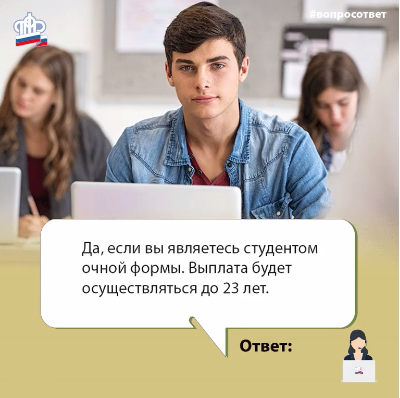 #вопросответ
Да, если вы являетесь студентом
очной формы. Выплата будет
осуществляться до 23 лет.
Ответ: